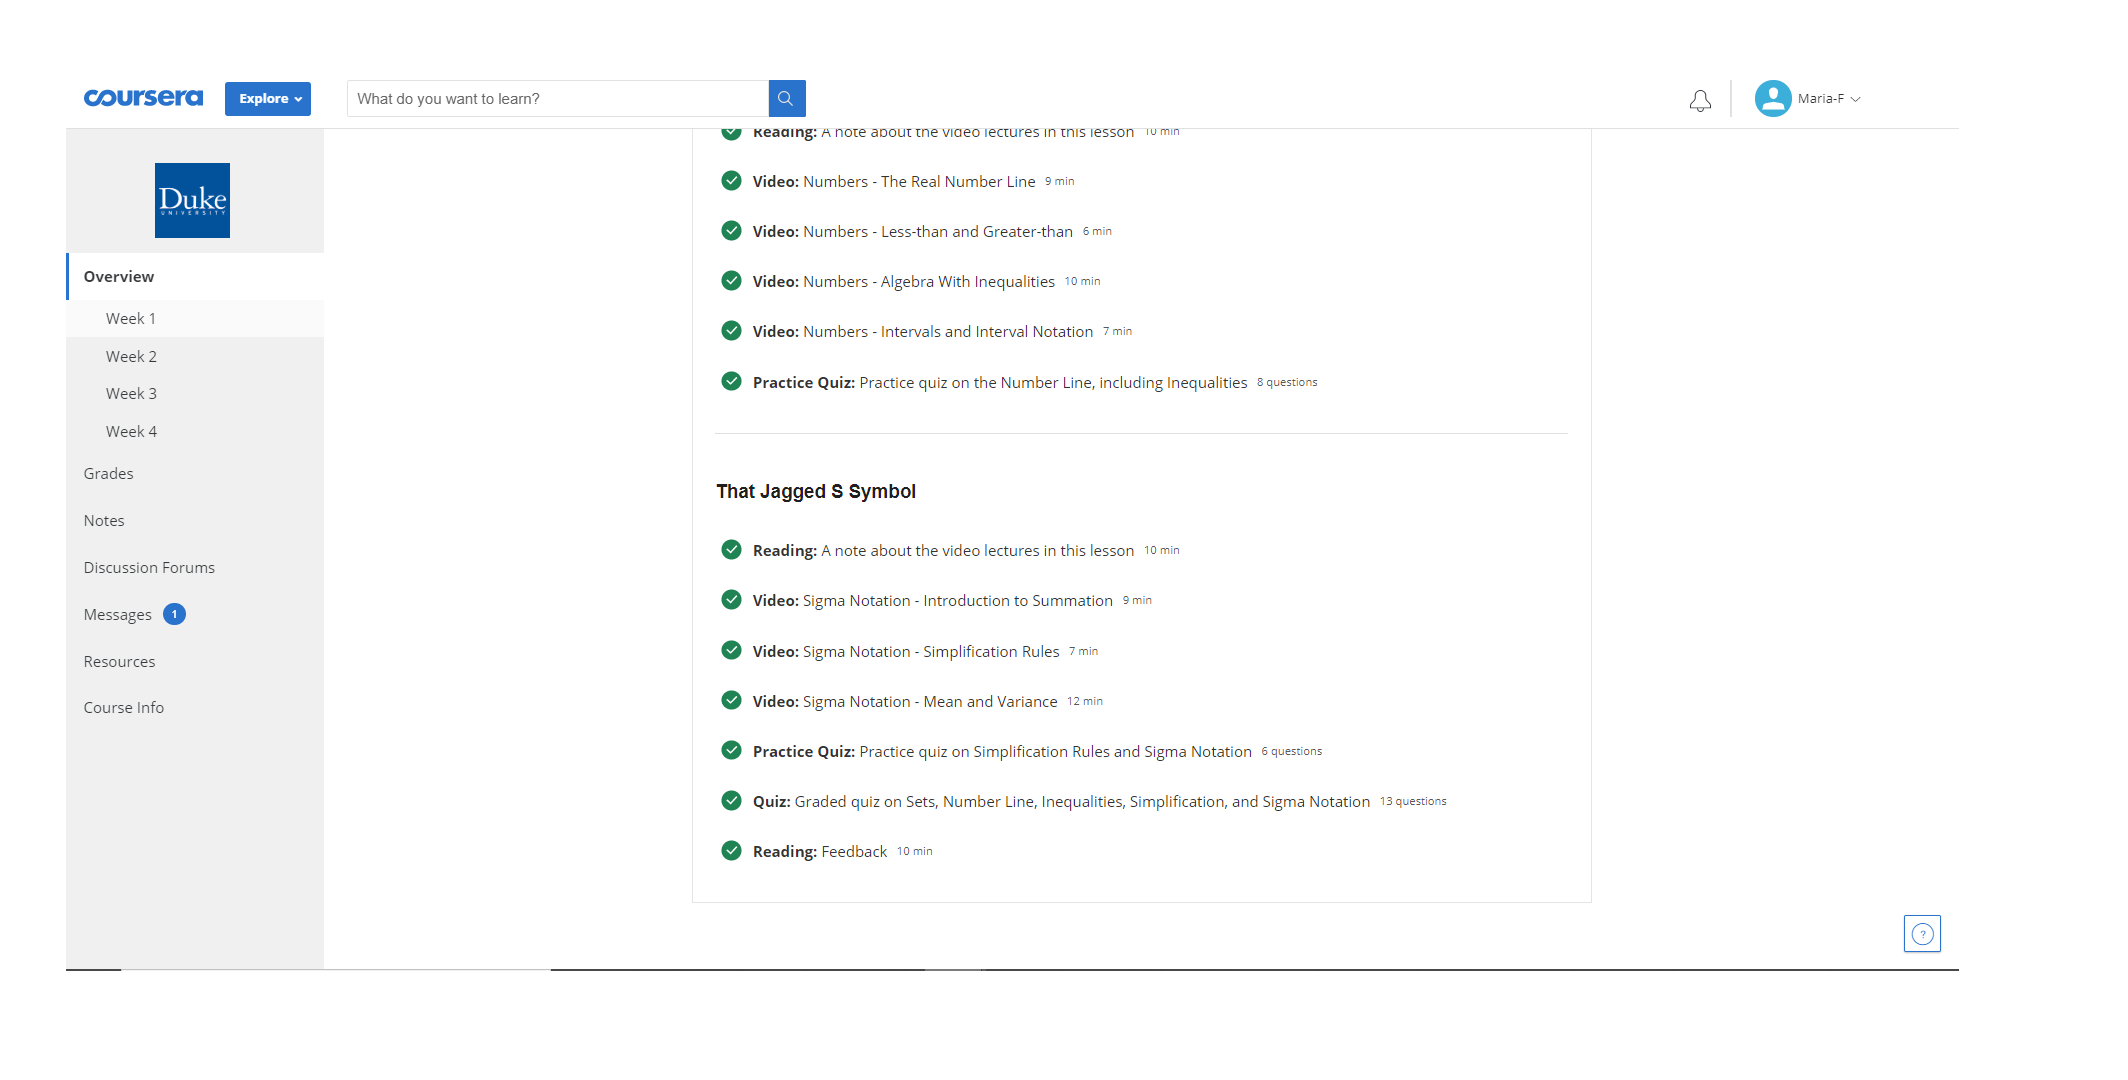 coursera
Explore
What do you want to learn?
Maria-F
Duke
UNIVERSITY
Overview
Week 1
Week 2
Week 3
Week 4
Grades
Notes
Discussion Forums
Messages 1
Resources
Course Info
Reading: A note about the video lectures in this lesson 10 min
Video: Numbers - The Real Number Line 9 min
Video: Numbers - Less-than and Greater-than 6 min
Video: Numbers - Algebra With Inequalities 10 min
Video: Numbers - Intervals and Interval Notation 7 min
Practice Quiz: Practice quiz on the Number Line, including Inequalities 8 questions
That Jagged S Symbol
Reading: A note about the video lectures in this lesson 10 min
Video: Sigma Notation - Introduction to Summation 9 min
Video: Sigma Notation - Simplification Rules 7 min
Video: Sigma Notation - Mean and Variance 12 min
Practice Quiz: Practice quiz on Simplification Rules and Sigma Notation 6 questions
Quiz: Graded quiz on Sets, Number Line, Inequalities, Simplification, and Sigma Notation 13 questions
Reading: Feedback 10 min
?